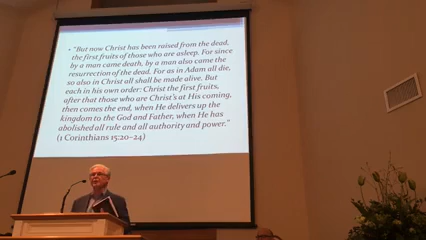 • "But now Christ has been raised from the dead,
the first fruits of those who are asleep. For since
by a man came death, by a man also came the
resurrection of the dead. For as in Adam all die,
so also in Christ all shall be made alive. But
each in his own order: Christ the first fruits,
after that those who are Christ's at His coming,
then comes the end, when He delivers up the
kingdom to the God and Father, when He has
abolished all rule and all authority and power."
(1 Corinthians 15:20–24)